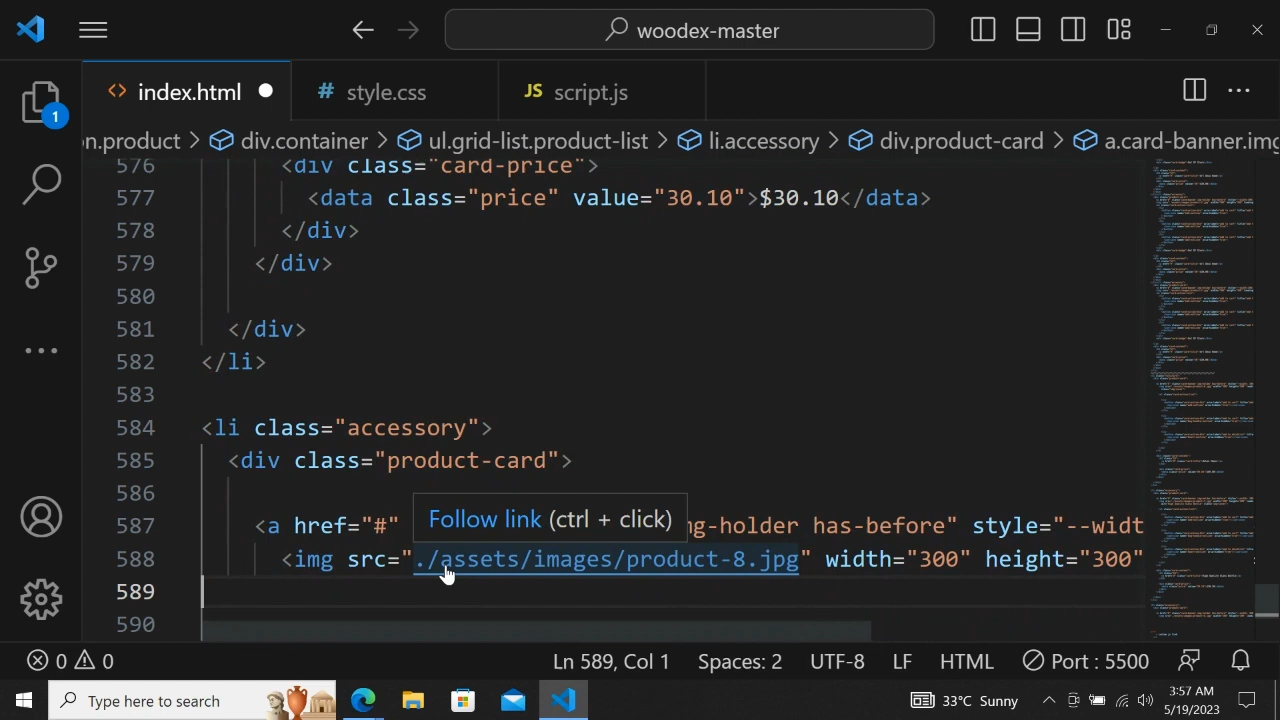 woodex-master
index.html
# style.css
JS script.js
1
on.product > div.container > ul.grid-list.product-list > li.accessory > div.product-card > a.card-banner.img
576 <div class="card-price">
577 <data class="price" value="30.10">$30.10</data>
578 </div>
579 </div>
580
581 </div>
582 </li>
583
584 <li class="accessory">
585 <div class="product-card">
586
Follow link (ctrl + click)
587 <a href="#" ng-holder has-before" style="--widt
588 <img src="./assets/images/product-8.jpg" width="300" height="300"
589
590
0 0
Ln 589, Col 1
Spaces: 2
UTF-8
LF
HTML
Port : 5500
Type here to search
33°C Sunny
3:57 AM
5/19/2023